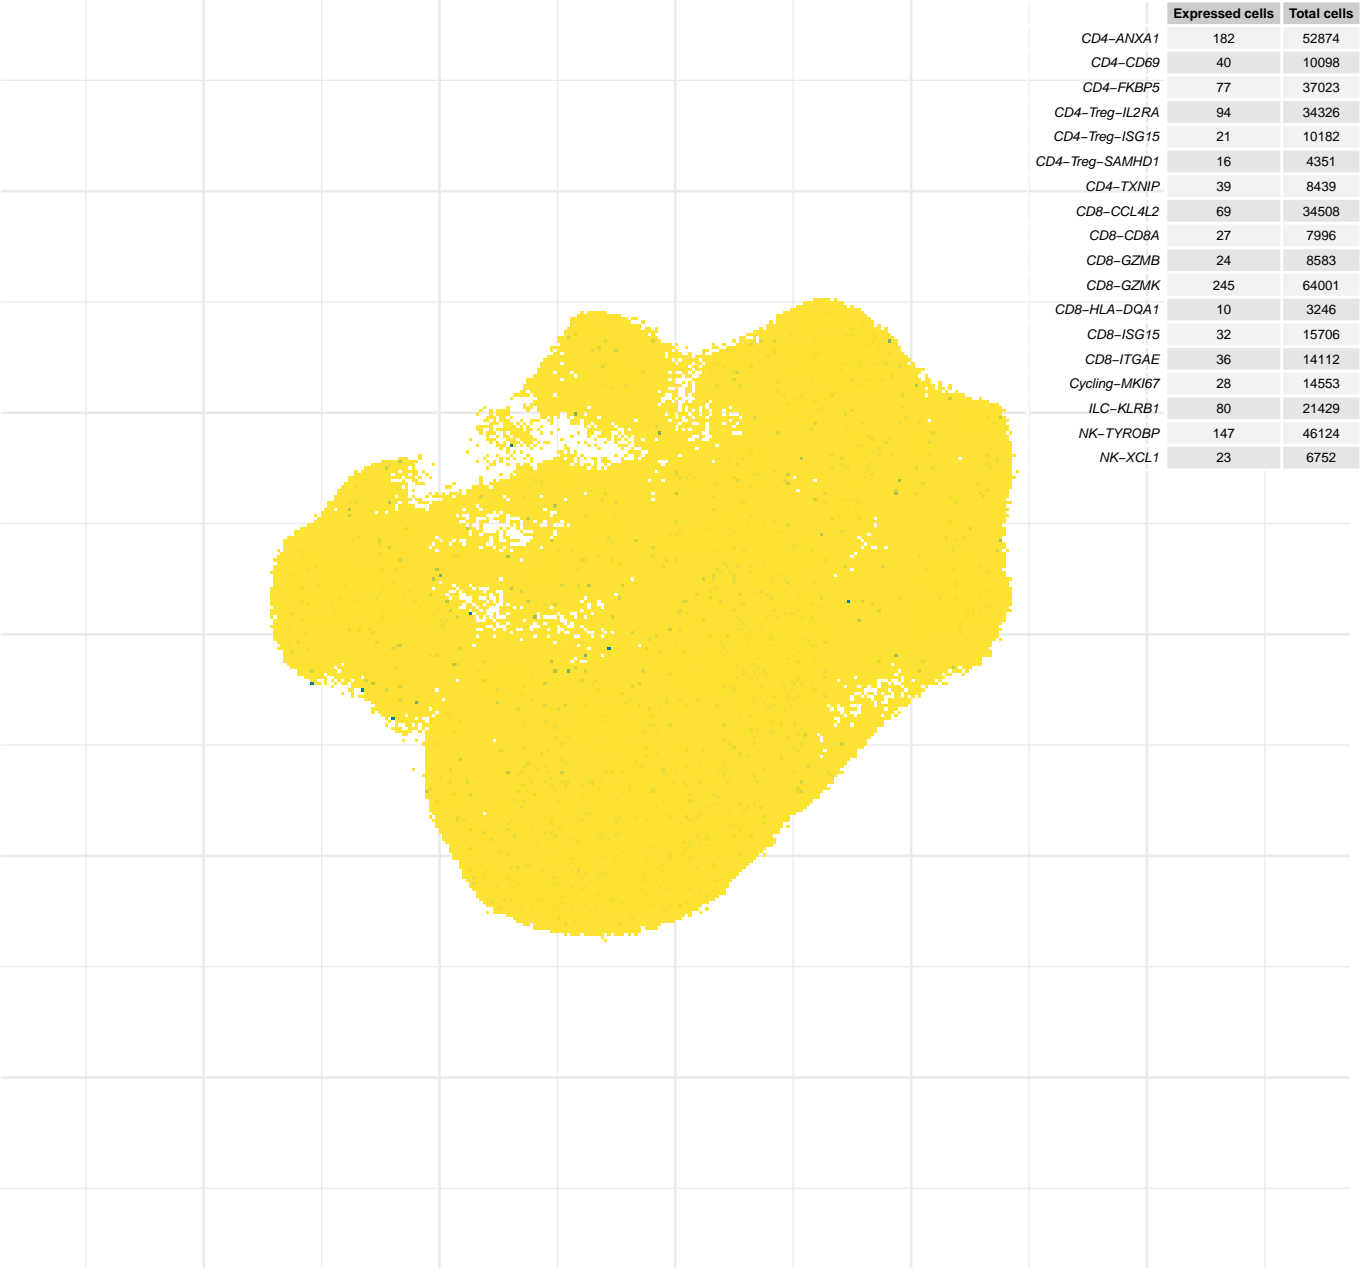 Expressed cells Total cells
CD4−ANXA1 182 52874
CD4−CD69 40 10098
CD4−FKBP5 77 37023
CD4−Treg−IL2RA 94 34326
CD4−Treg−ISG15 21 10182
CD4−Treg−SAMHD1 16 4351
CD4−TXNIP 39 8439
CD8−CCL4L2 69 34508
CD8−CD8A 27 7996
CD8−GZMB 24 8583
CD8−GZMK 245 64001
CD8−HLA−DQA1 10 3246
CD8−ISG15 32 15706
CD8−ITGAE 36 14112
Cycling−MKI67 28 14553
ILC−KLRB1 80 21429
NK−TYROBP 147 46124
NK−XCL1 23 6752